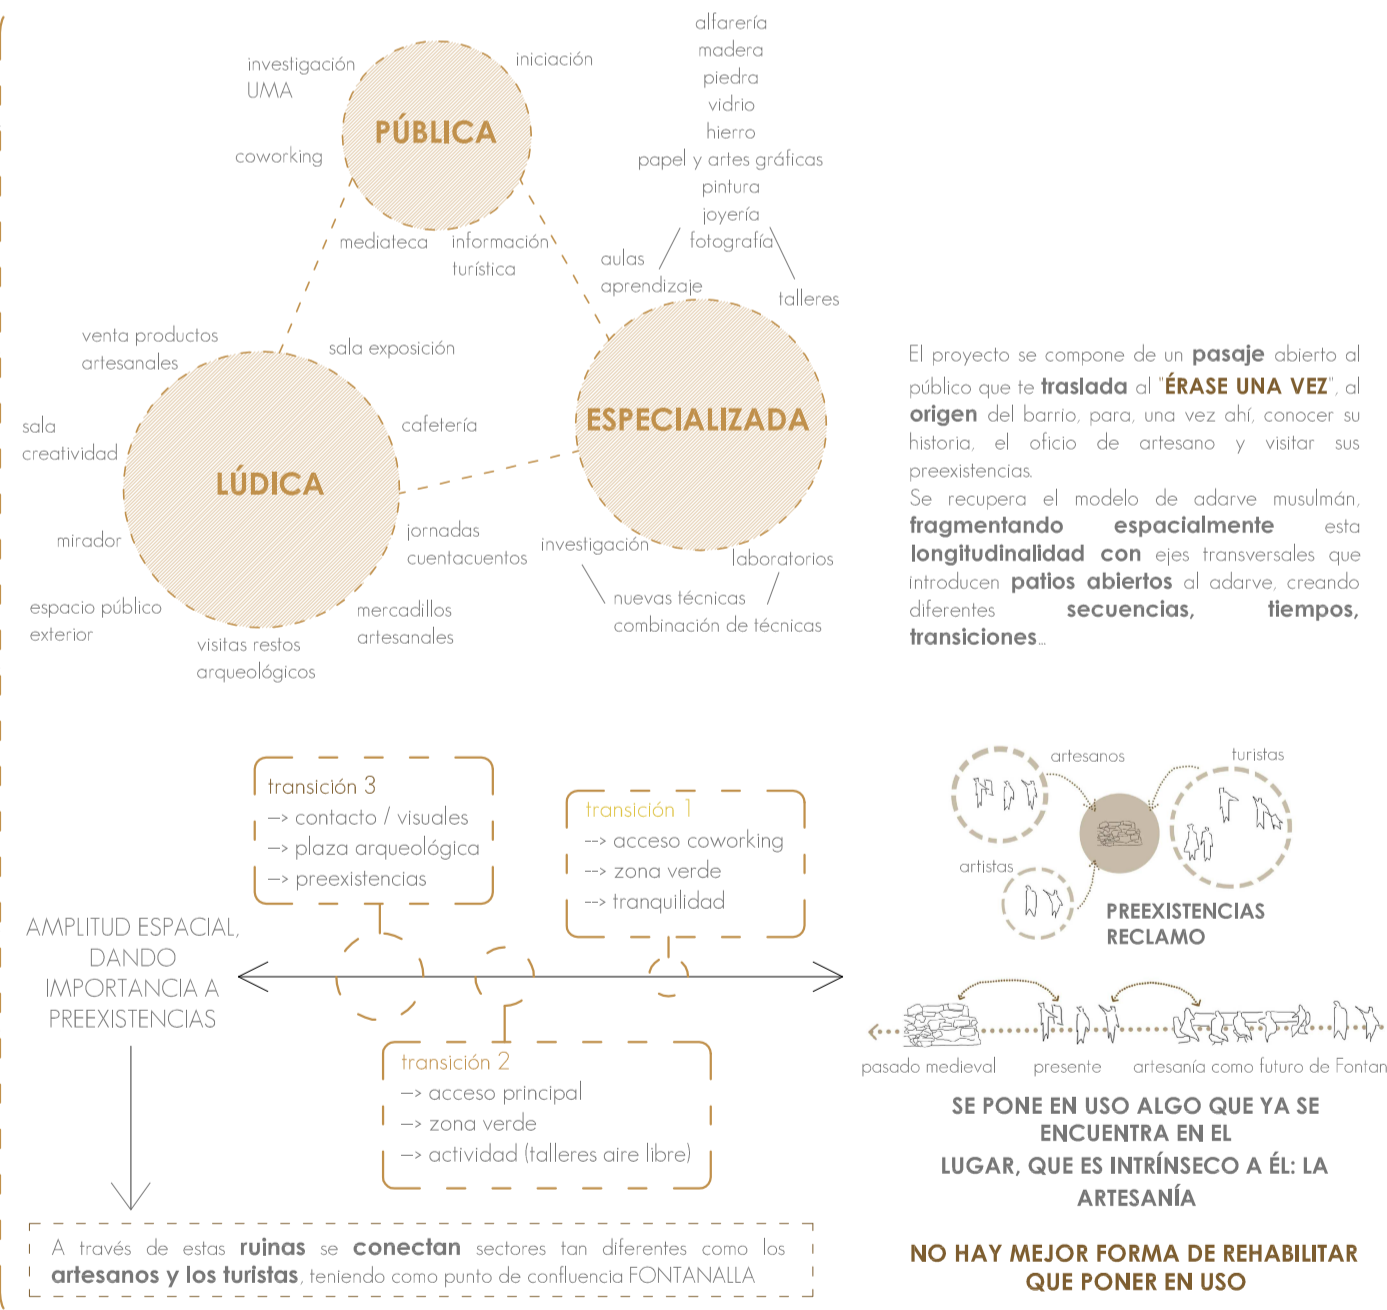 investigación
UMA
iniciación
PÚBLICA
coworking
mediateca
información
turística
alfarería
madera
piedra
vidrio
hierro
papel y artes gráficas
pintura
joyería
fotografía
aulas
aprendizaje
talleres
ESPECIALIZADA
investigación
laboratorios
nuevas técnicas
combinación de técnicas
venta productos
artesanales
sala exposición
sala
creatividad
cafetería
LÚDICA
mirador
jornadas
cuentacuentos
espacio público
exterior
mercadillos
artesanales
visitas restos
arqueológicos
El proyecto se compone de un pasaje abierto al
público que te traslada al "ÉRASE UNA VEZ", al
origen del barrio, para, una vez ahí, conocer su
historia, el oficio de artesano y visitar sus
preexistencias.
Se recupera el modelo de adarve musulmán,
fragmentando espacialmente esta
longitudinalidad con ejes transversales que
introducen patios abiertos al adarve, creando
diferentes secuencias, tiempos,
transiciones...
transición 3
—> contacto / visuales
—> plaza arqueológica
—> preexistencias
transición 1
--> acceso coworking
--> zona verde
--> tranquilidad
AMPLITUD ESPACIAL,
DANDO
IMPORTANCIA A
PREEXISTENCIAS
transición 2
—> acceso principal
—> zona verde
—> actividad (talleres aire libre)
A través de estas ruinas se conectan sectores tan diferentes como los
artesanos y los turistas, teniendo como punto de confluencia FONTANALLA
artesanos
turistas
artistas
PREEXISTENCIAS
RECLAMO
pasado medieval
presente
artesanía como futuro de Fontan
SE PONE EN USO ALGO QUE YA SE
ENCUENTRA EN EL
LUGAR, QUE ES INTRÍNSECO A ÉL: LA
ARTESANÍA
NO HAY MEJOR FORMA DE REHABILITAR
QUE PONER EN USO